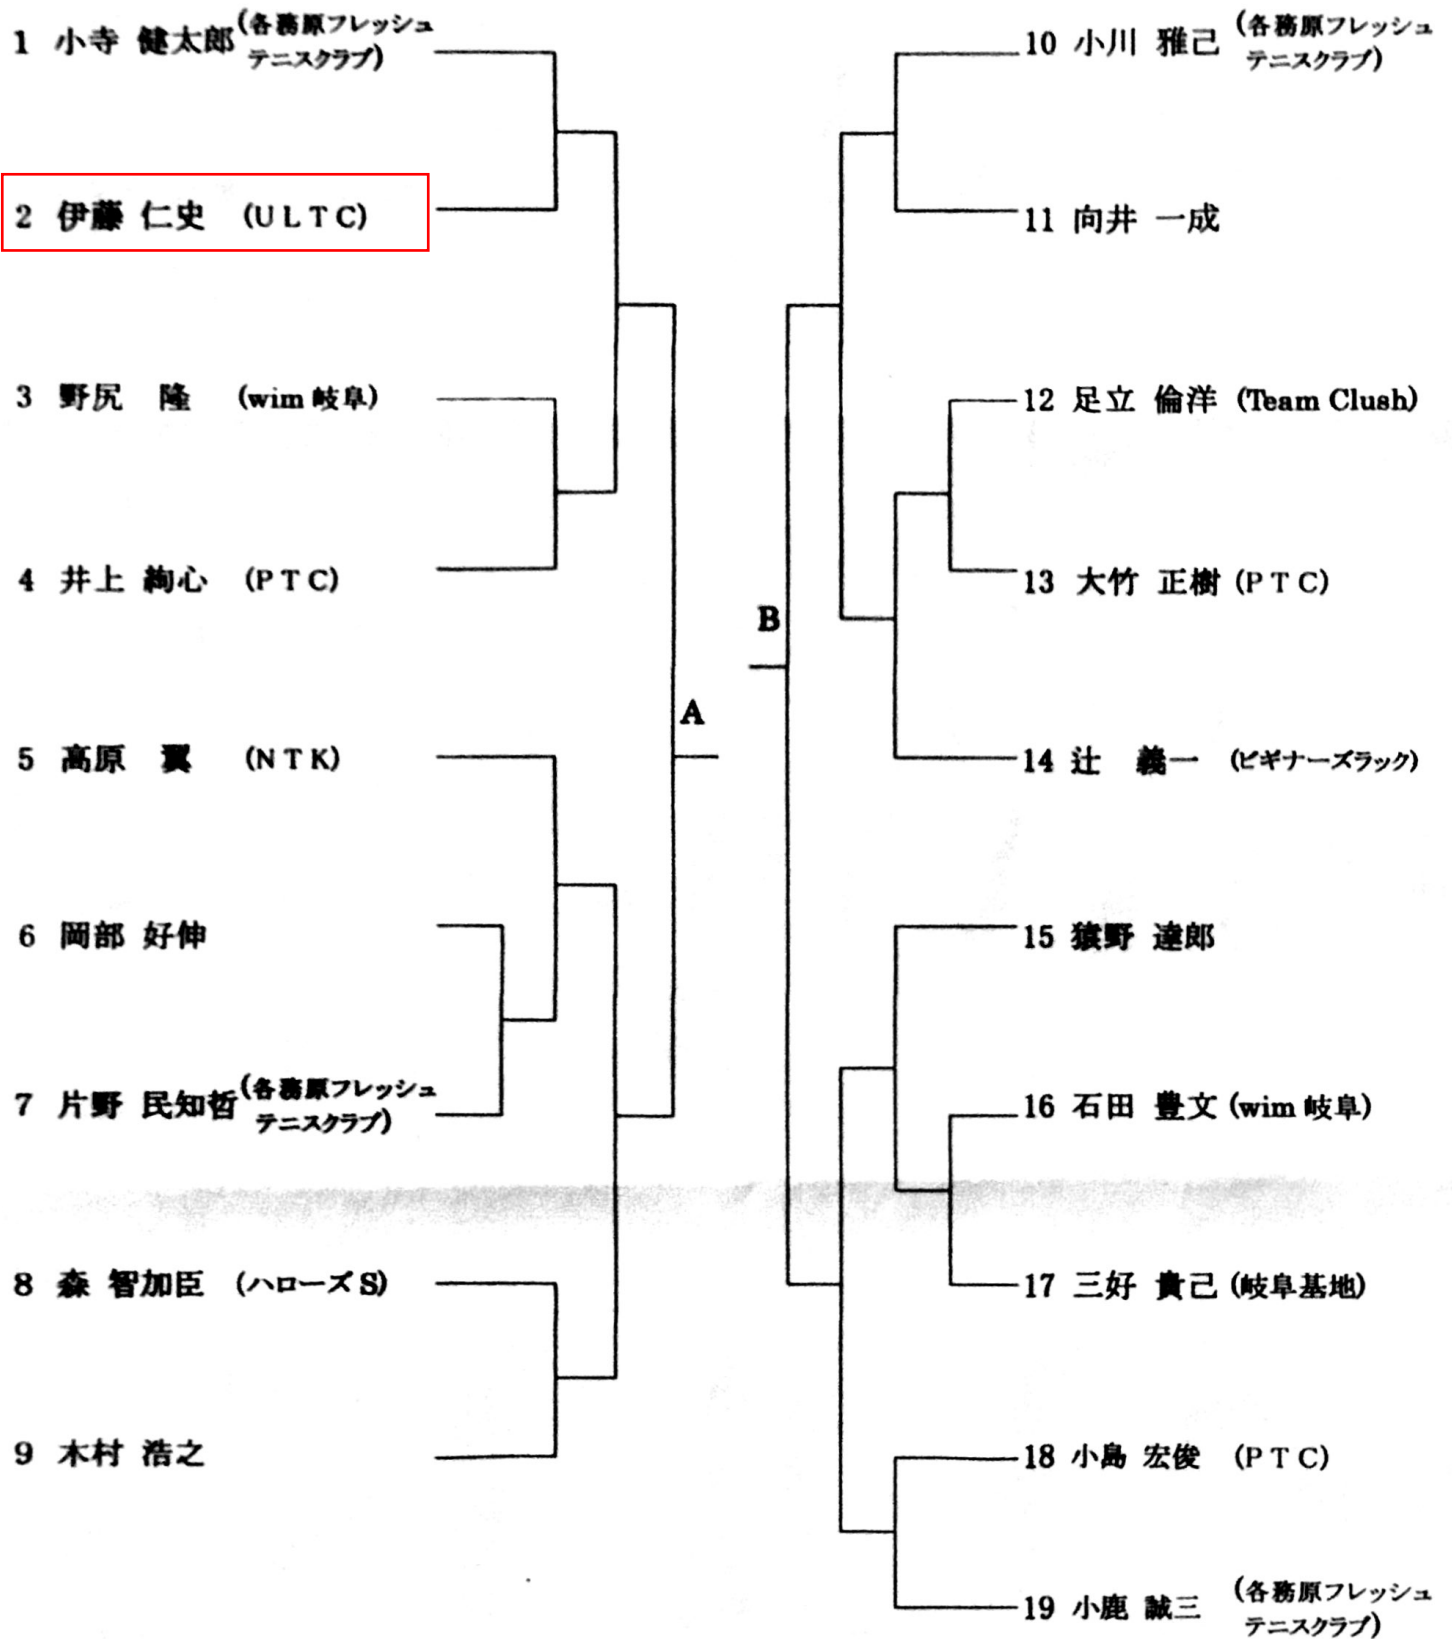 1 小寺 健太郎 (各務原フレッシュ
テニスクラブ)
2 伊藤 仁史 (ULTC)
3 野尻 隆 (wim 岐阜)
4 井上 絢心 (PTC)
5 高原 翼 (NTK)
6 岡部 好伸
7 片野 民知哲 (各務原フレッシュ
テニスクラブ)
8 森 智加臣 (ハローズS)
9 木村 浩之
A
B
10 小川 雅己 (各務原フレッシュ
テニスクラブ)
11 向井 一成
12 足立 倫洋 (Team Clush)
13 大竹 正樹 (PTC)
14 辻 義一 (ビギナーズラック)
15 猿野 達郎
16 石田 豊文 (wim 岐阜)
17 三好 貴己 (岐阜基地)
18 小島 宏俊 (PTC)
19 小鹿 誠三 (各務原フレッシュ
テニスクラブ)